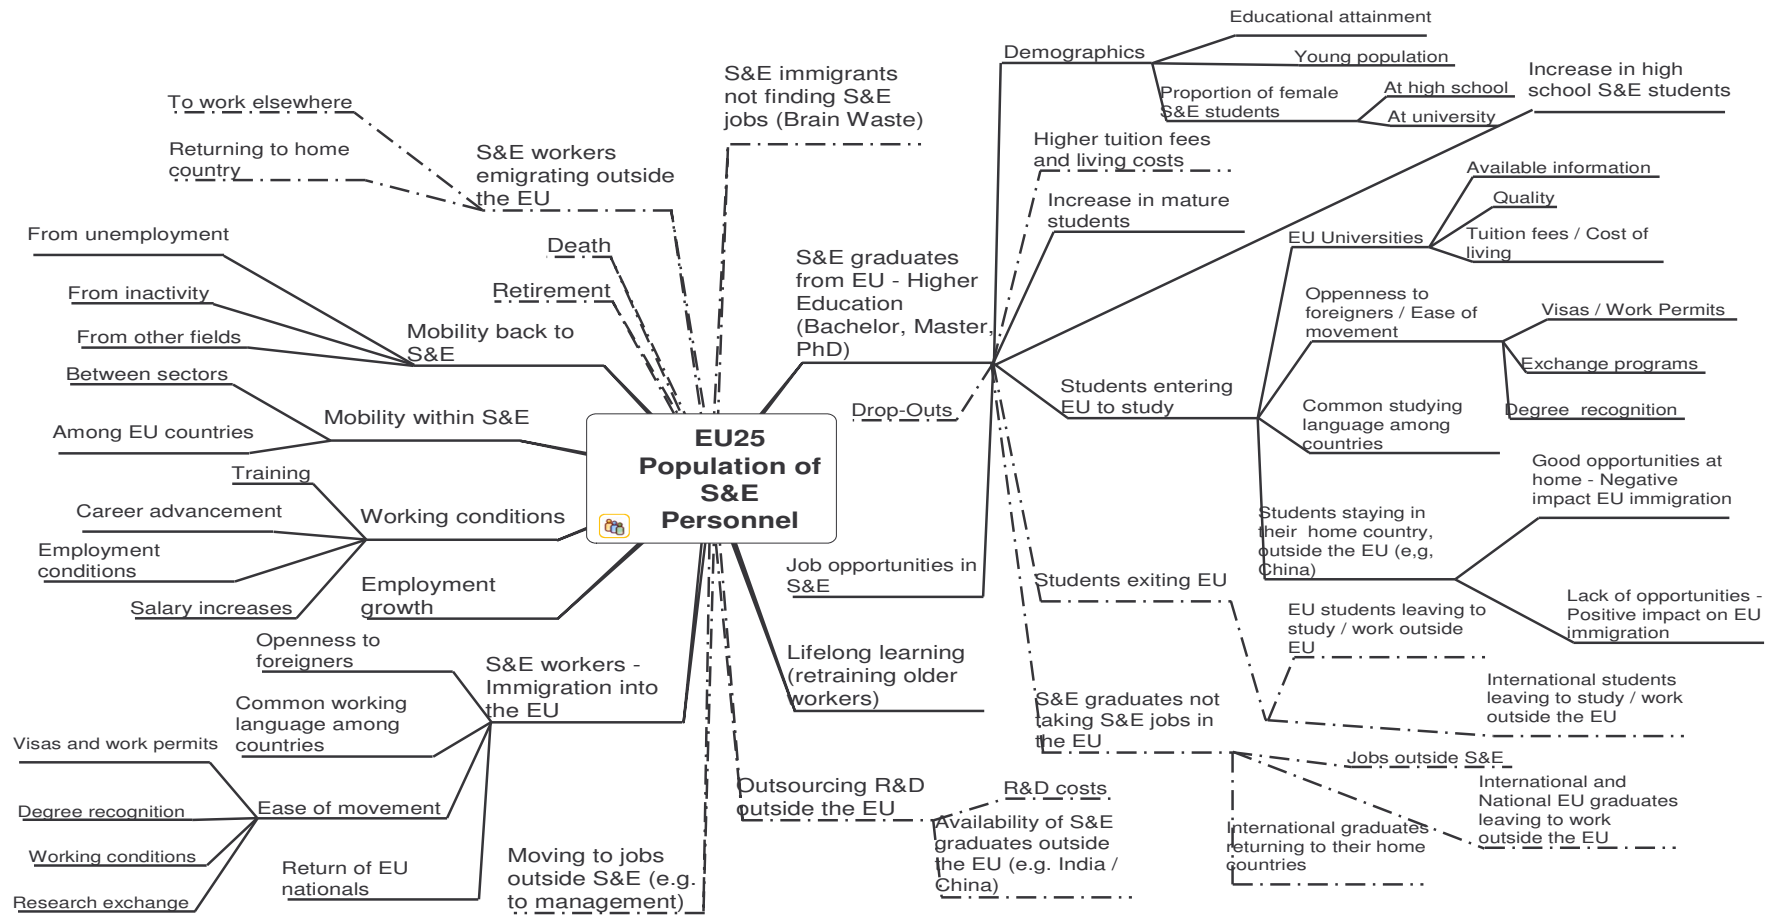 EU25
Population of
S&E
Personnel
S&E immigrants
not finding S&E
jobs (Brain Waste)
S&E workers
emigrating outside
the EU
To work elsewhere
Returning to home
country
Death
Retirement
Mobility back to
S&E
From unemployment
From inactivity
From other fields
Mobility within S&E
Between sectors
Among EU countries
Working conditions
Training
Career advancement
Employment
conditions
Salary increases
Employment
growth
S&E workers -
Immigration into
the EU
Openness to
foreigners
Common working
language among
countries
Ease of movement
Visas and work permits
Degree recognition
Working conditions
Research exchange
Return of EU
nationals
Moving to jobs
outside S&E (e.g.
to management)
Outsourcing R&D
outside the EU
R&D costs
Availability of S&E
graduates outside
the EU (e.g. India /
China)
Lifelong learning
(retraining older
workers)
S&E graduates
from EU - Higher
Education
(Bachelor, Master,
PhD)
Demographics
Educational attainment
Young population
Proportion of female
S&E students
At high school
At university
Higher tuition fees
and living costs
Increase in mature
students
Increase in high
school S&E students
Students entering
EU to study
EU Universities
Available information
Quality
Tuition fees / Cost of
living
Oppenness to
foreigners / Ease of
movement
Visas / Work Permits
Exchange programs
Degree recognition
Common studying
language among
countries
Students staying in
their home country,
outside the EU (e,g,
China)
Good opportunities at
home - Negative
impact EU immigration
Lack of opportunities -
Positive impact on EU
immigration
Drop-Outs
Job opportunities in
S&E
Students exiting EU
EU students leaving to
study / work outside
EU
International students
leaving to study / work
outside the EU
S&E graduates not
taking S&E jobs in
the EU
Jobs outside S&E
International and
National EU graduates
leaving to work
outside the EU
International graduates
returning to their home
countries